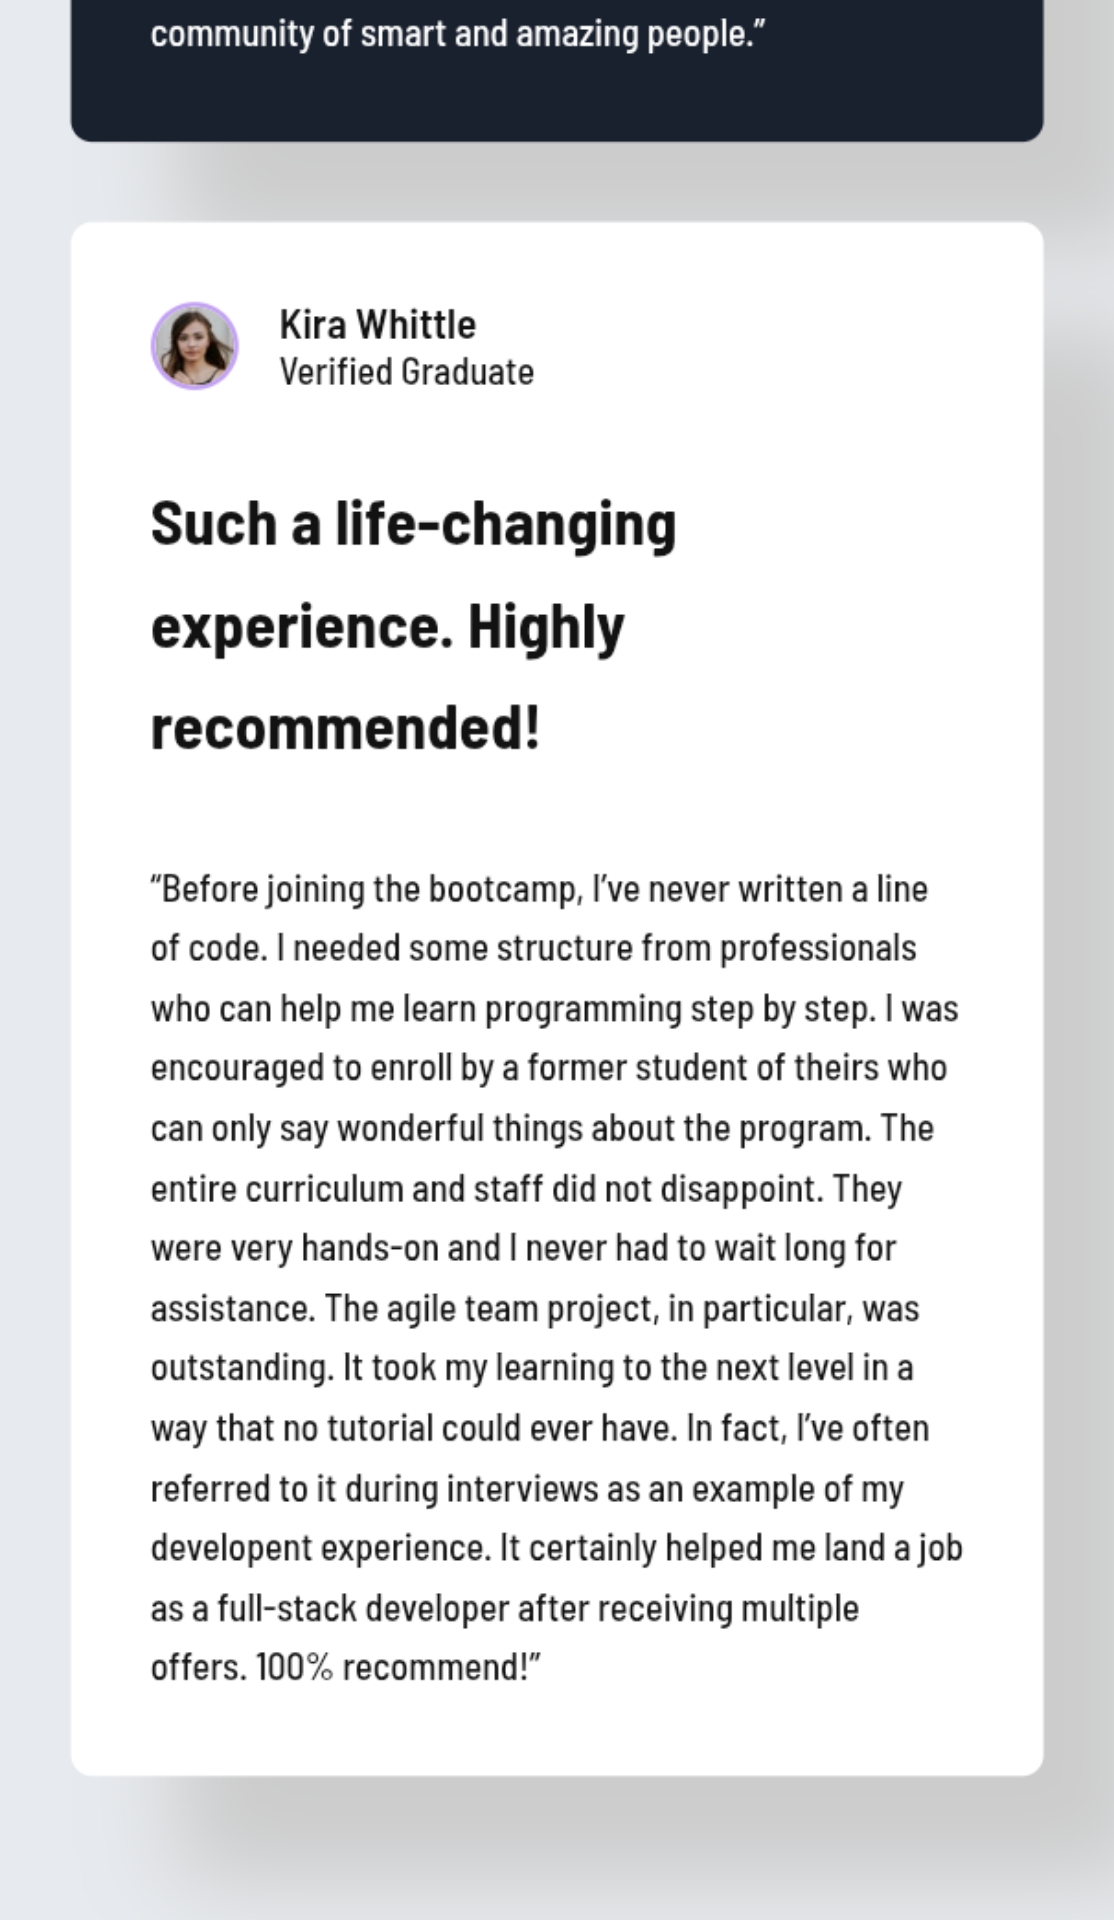 community of smart and amazing people.”
Kira Whittle
Verified Graduate
Such a life-changing
experience. Highly
recommended!
“Before joining the bootcamp, I’ve never written a line
of code. I needed some structure from professionals
who can help me learn programming step by step. I was
encouraged to enroll by a former student of theirs who
can only say wonderful things about the program. The
entire curriculum and staff did not disappoint. They
were very hands-on and I never had to wait long for
assistance. The agile team project, in particular, was
outstanding. It took my learning to the next level in a
way that no tutorial could ever have. In fact, I’ve often
referred to it during interviews as an example of my
developent experience. It certainly helped me land a job
as a full-stack developer after receiving multiple
offers. 100% recommend!”